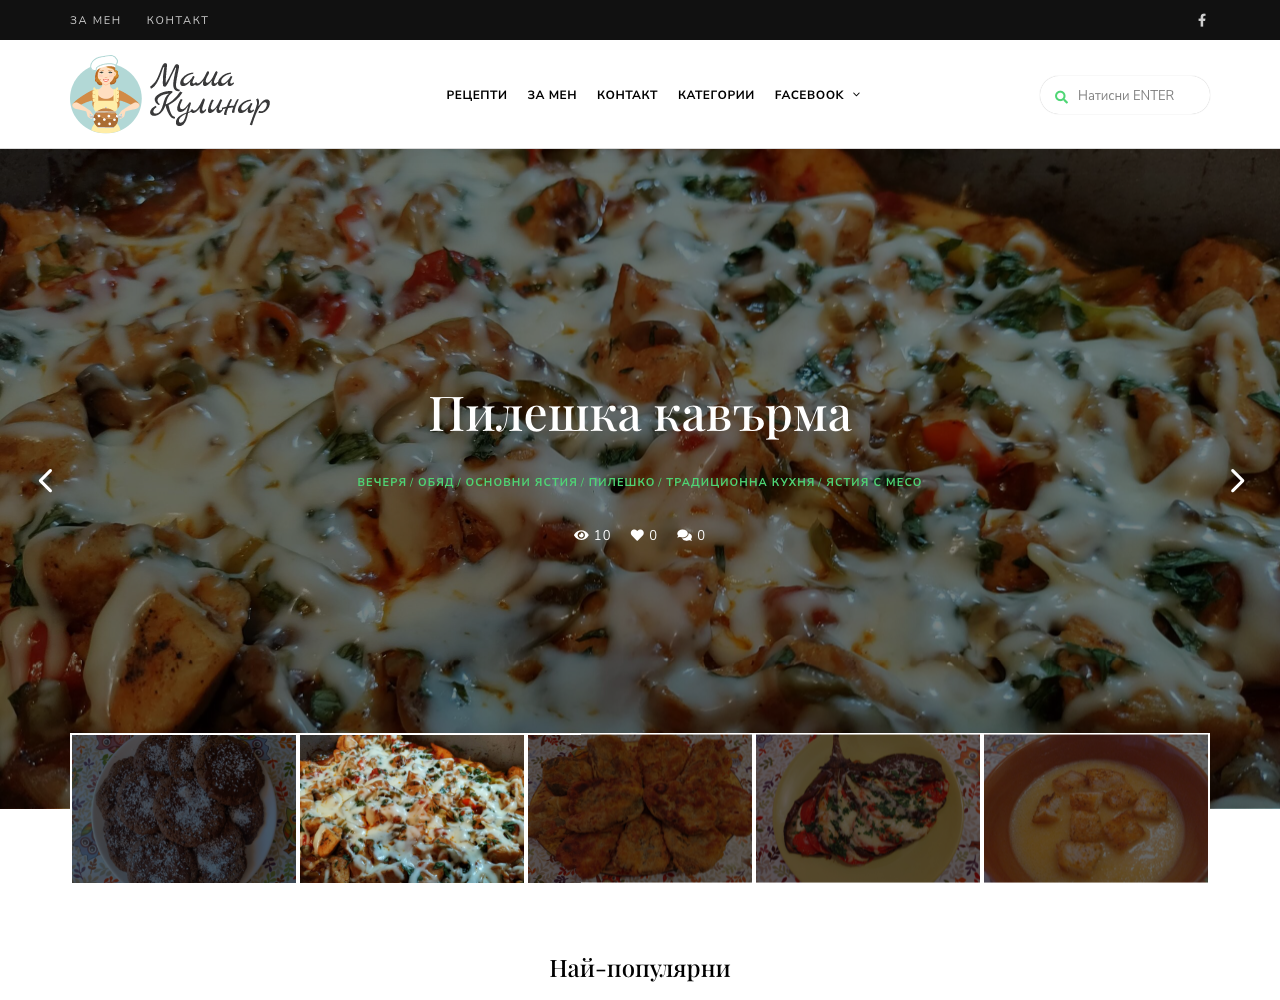 ЗА МЕН КОНТАКТ
Мама
Кулинар
РЕЦЕПТИ ЗА МЕН КОНТАКТ КАТЕГОРИИ FACEBOOK
Натисни ENTER
Пилешка кавърма
ВЕЧЕРЯ / ОБЯД / ОСНОВНИ ЯСТИЯ / ПИЛЕШКО / ТРАДИЦИОННА КУХНЯ / ЯСТИЯ С МЕСО
10 0 0
Най-популярни